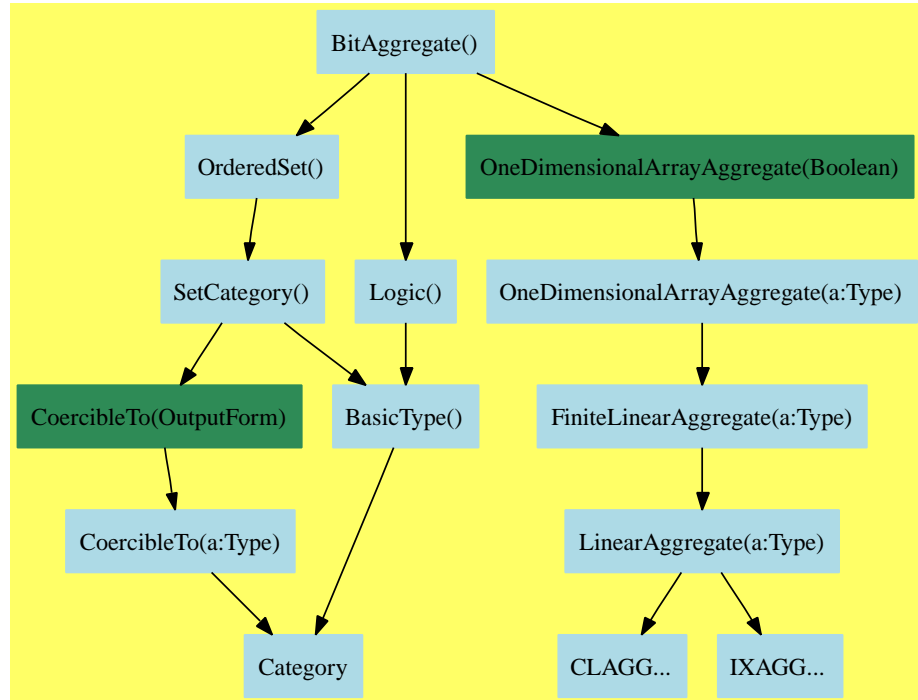 BitAggregate()
OrderedSet()
OneDimensionalArrayAggregate(Boolean)
SetCategory()
Logic()
OneDimensionalArrayAggregate(a:Type)
CoercibleTo(OutputForm)
BasicType()
FiniteLinearAggregate(a:Type)
CoercibleTo(a:Type)
LinearAggregate(a:Type)
Category
CLAGG...
IXAGG...